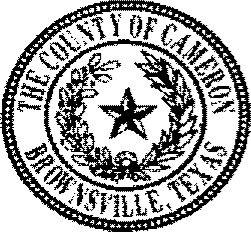 THE COUNTY OF CAMERON
BROWNSVILLE, TEXAS